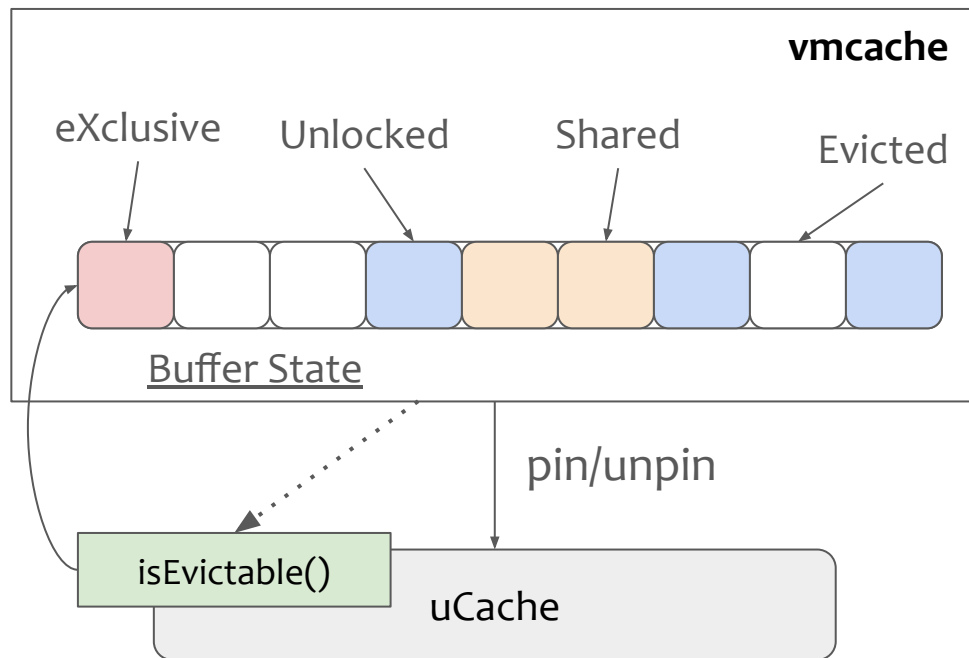 vmcache
eXclusive
Unlocked
Shared
Evicted
Buffer State
pin/unpin
isEvictable()
uCache